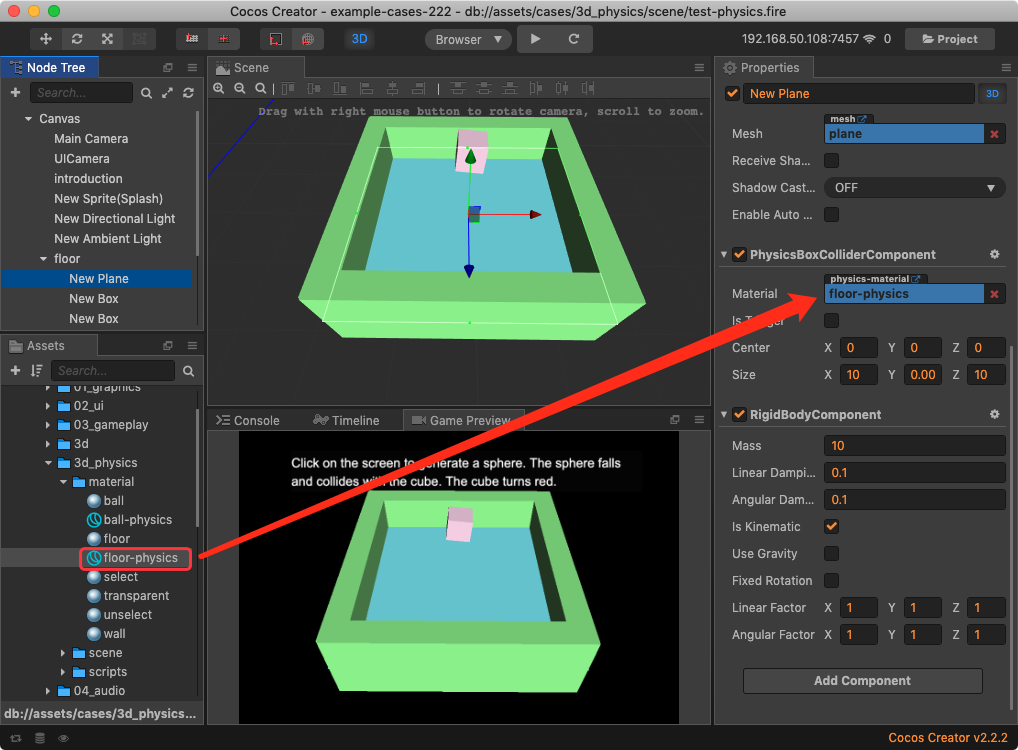 Cocos Creator - example-cases-222 - db://assets/cases/3d_physics/scene/test-physics.fire
3D
Browser
192.168.50.108:7457
0
Project
Node Tree
Search...
Canvas
Main Camera
UICamera
introduction
New Sprite(Splash)
New Directional Light
New Ambient Light
floor
New Plane
New Box
New Box
Assets
Search...
01_graphics
02_ui
03_gameplay
3d
3d_physics
material
ball
ball-physics
floor
floor-physics
select
transparent
unselect
wall
scene
scripts
04_audio
db://assets/cases/3d_physics...
Scene
Drag with right mouse button to rotate camera, scroll to zoom.
Console
Timeline
Game Preview
Click on the screen to generate a sphere. The sphere falls
and collides with the cube. The cube turns red.
Properties
New Plane
3D
mesh
Mesh
plane
Receive Sha...
Shadow Cast...
OFF
Enable Auto ...
PhysicsBoxColliderComponent
physics-material
Material
floor-physics
Is Trigger
Center
X 0 Y 0 Z 0
Size
X 10 Y 0.00 Z 10
RigidBodyComponent
Mass
10
Linear Dampi...
0.1
Angular Dam...
0.1
Is Kinematic
Use Gravity
Fixed Rotation
Linear Factor
X 1 Y 1 Z 1
Angular Factor
X 1 Y 1 Z 1
Add Component
Cocos Creator v2.2.2